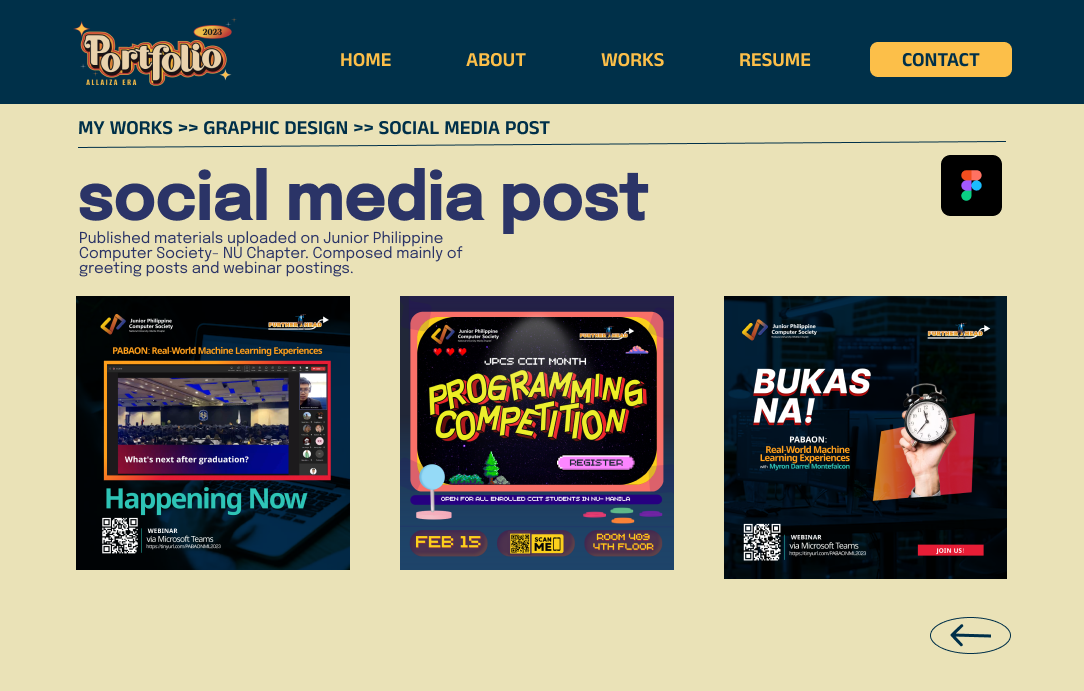 2023
Portfolio
ALLAIZA ERA
HOME
ABOUT
WORKS
RESUME
CONTACT
MY WORKS >> GRAPHIC DESIGN >> SOCIAL MEDIA POST
social media post
Published materials uploaded on Junior Philippine
Computer Society- NU Chapter. Composed mainly of
greeting posts and webinar postings.
Junior Philippine
Computer Society
PABAON: Real-World Machine Learning Experiences
What's next after graduation?
Happening Now
WEBINAR
via Microsoft Teams
https://tinyurl.com/PABAONML2023
Junior Philippine
Computer Society
JPCS CCIT MONTH
PROGRAMMING
COMPETITION
REGISTER
OPEN FOR ALL ENROLLED CCIT STUDENTS IN NU- MANILA
FEB 15
SCAN
ME
ROOM 403
4TH FLOOR
Junior Philippine
Computer Society
BUKAS
NA!
PABAON:
Real-World Machine
Learning Experiences
with Myron Darrel Montefalcon
WEBINAR
via Microsoft Teams
https://tinyurl.com/PABAONML2023
JOIN US!